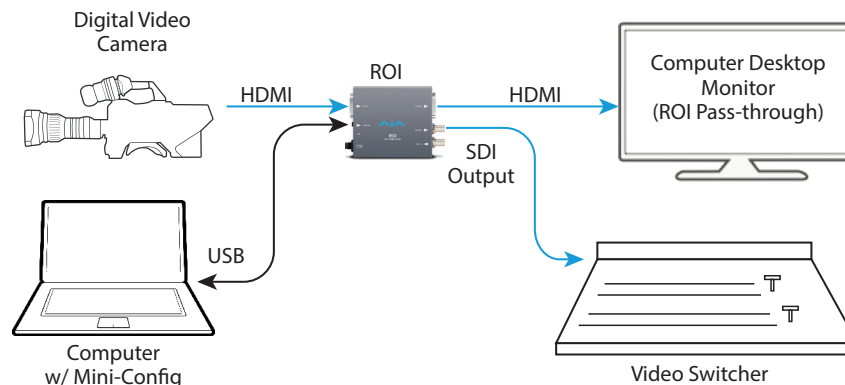 Digital Video
Camera
ROI
HDMI
HDMI
Computer Desktop
Monitor
(ROI Pass-through)
AJA
SDI
Output
USB
Computer
w/ Mini-Config
Video Switcher